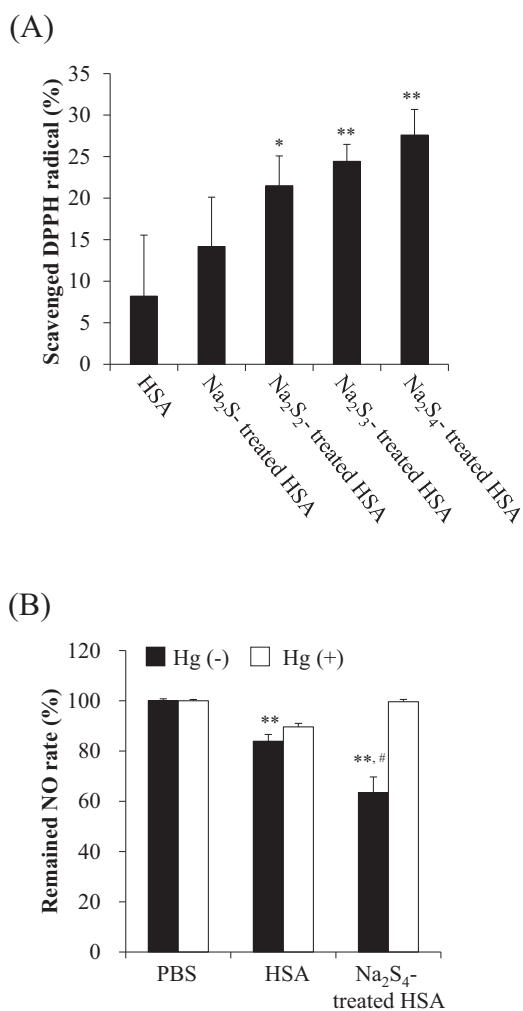 (A)
Scavenged DPPH radical (%)
35
30
25
20
15
10
5
0
*
**
**
HSA
Na₂S- treated HSA
Na₂S₂- treated HSA
Na₂S₃- treated HSA
Na₂S₄- treated HSA
(B)
Remained NO rate (%)
120
100
80
60
40
20
0
Hg (-) Hg (+)
**
**, #
PBS
HSA
Na₂S₄-
treated HSA